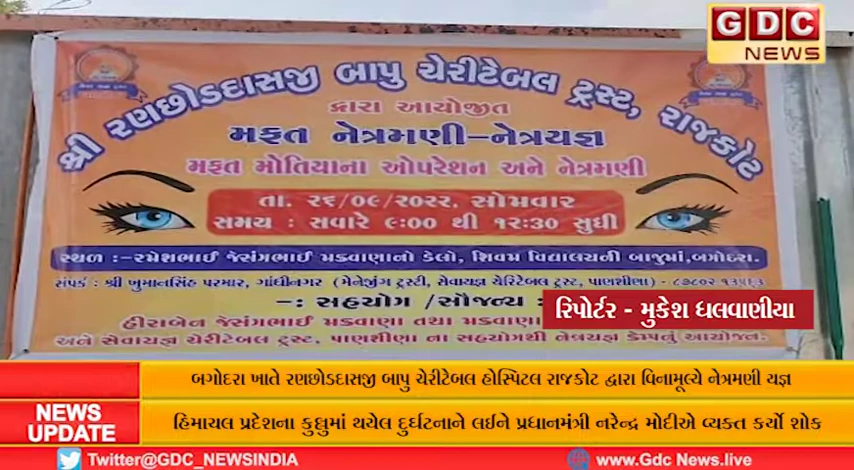 GDC
NEWS
શ્રી રણછોડદાસજી બાપુ ચેરીટેબલ ટ્રસ્ટ, રાજકોટ
દ્વારા આયોજીત
મફત નેત્રમણી-નેત્રયજ્ઞ
મફત મોતિયાના ઓપરેશન અને નેત્રમણી
તા. ૨૬/૦૯/૨૦૨૨, સોમવાર
સમય : સવારે ૯:૦૦ થી ૧૨:૩૦ સુધી
સ્થળ :-રમેશભાઈ જેસંગભાઈ મડવાણાનો ડેલો, શિવમ વિદ્યાલયની બાજુમાં,બગોદરા.
સંપર્ક : શ્રી ખુમાનસિંહ પરમાર, ગાંધીનગર (મેનેજીંગ ટ્રસ્ટી, સેવાયજ્ઞ ચેરિટેબલ ટ્રસ્ટ, પાણશીણા) -
-: સહયોગ /સૌજન્ય :
હીરાબેન જેસંગભાઈ મડવાણા તથા મડવાણા
રિપોર્ટર - મુકેશ ધલવાણીયા
અને સેવાયજ્ઞ ચેરીટેબલ ટ્રસ્ટ, પાણશીણા ના સહયોગથી નેત્રયજ્ઞ કેમ્પનું આયોજન.
બગોદરા ખાતે રણછોડદાસજી બાપુ ચેરીટેબલ હોસ્પિટલ રાજકોટ દ્વારા વિનામૂલ્યે નેત્રમણી યજ્ઞ
NEWS UPDATE
હિમાચલ પ્રદેશના કુલ્લુમાં થયેલ દુર્ઘટનાને લઈને પ્રધાનમંત્રી નરેન્દ્ર મોદીએ વ્યક્ત કર્યો શોક
Twitter@GDC_NEWSINDIA
www.Gdc News.live